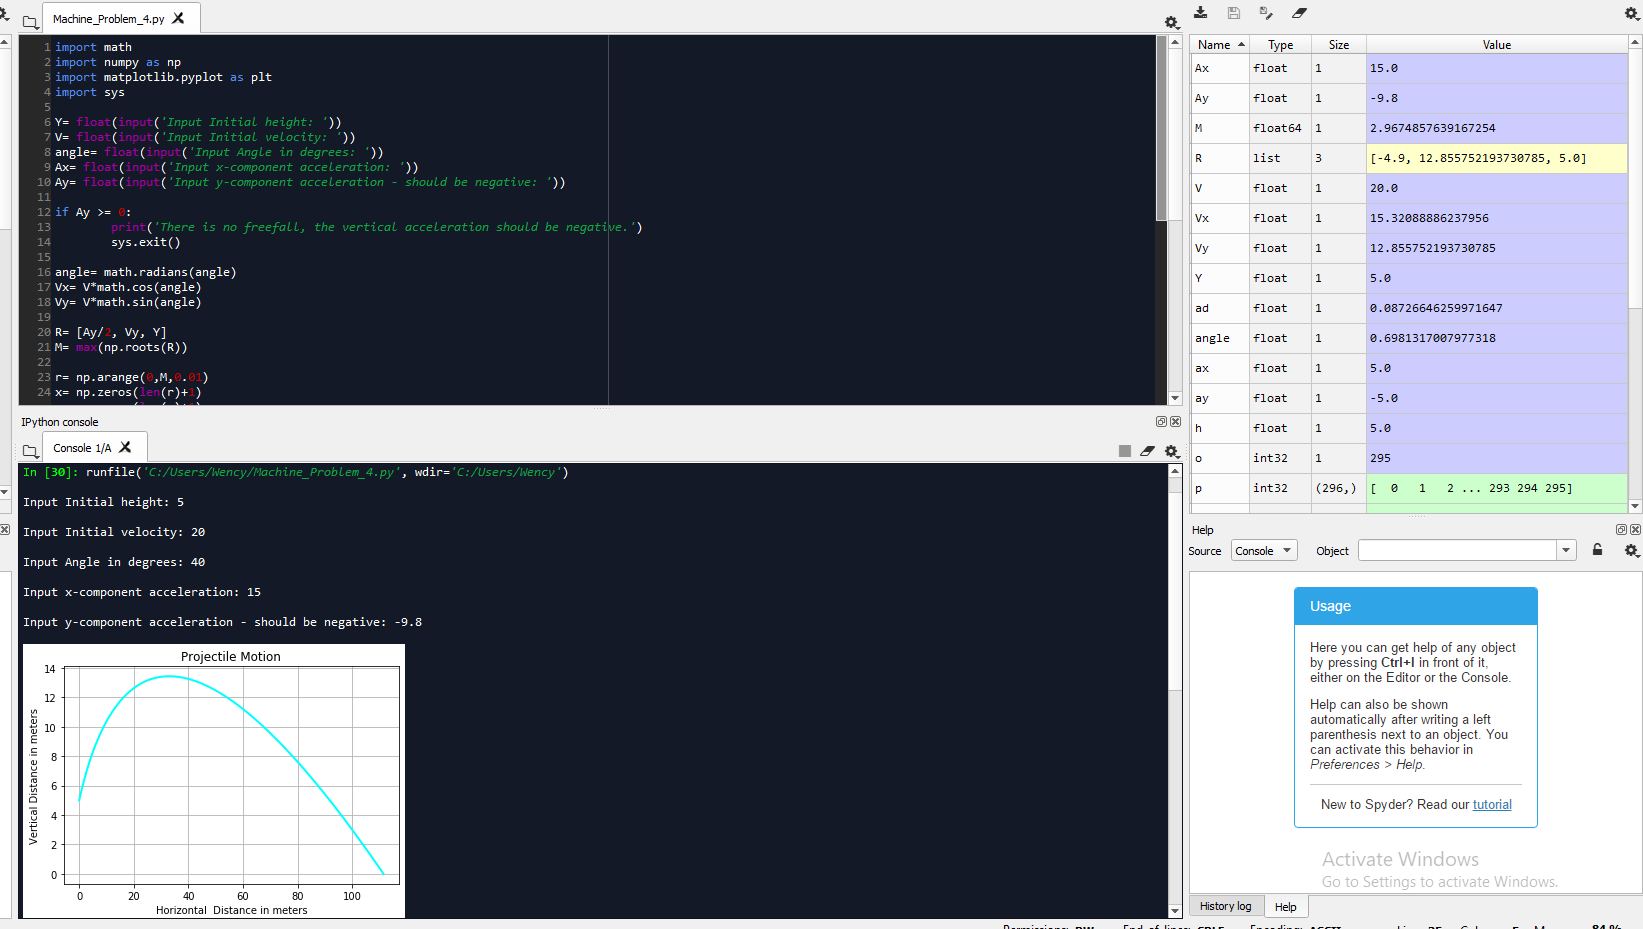 Machine_Problem_4.py
1 import math
2 import numpy as np
3 import matplotlib.pyplot as plt
4 import sys
5
6 Y= float(input('Input Initial height: '))
7 V= float(input('Input Initial velocity: '))
8 angle= float(input('Input Angle in degrees: '))
9 Ax= float(input('Input x-component acceleration: '))
10 Ay= float(input('Input y-component acceleration - should be negative: '))
11
12 if Ay >= 0:
13 print('There is no freefall, the vertical acceleration should be negative.')
14 sys.exit()
15
16 angle= math.radians(angle)
17 Vx= V*math.cos(angle)
18 Vy= V*math.sin(angle)
19
20 R= [Ay/2, Vy, Y]
21 M= max(np.roots(R))
22
23 r= np.arange(0,M,0.01)
24 x= np.zeros(len(r)+1)
IPython console
Console 1/A
In [30]: runfile('C:/Users/Wency/Machine_Problem_4.py', wdir='C:/Users/Wency')
Input Initial height: 5
Input Initial velocity: 20
Input Angle in degrees: 40
Input x-component acceleration: 15
Input y-component acceleration - should be negative: -9.8
Projectile Motion
14
12
10
8
6
4
2
0
Vertical Distance in meters
0 20 40 60 80 100
Horizontal Distance in meters
Name Type Size Value
Ax float 1 15.0
Ay float 1 -9.8
M float64 1 2.9674857639167254
R list 3 [-4.9, 12.855752193730785, 5.0]
V float 1 20.0
Vx float 1 15.32088886237956
Vy float 1 12.855752193730785
Y float 1 5.0
ad float 1 0.08726646259971647
angle float 1 0.6981317007977318
ax float 1 5.0
ay float 1 -5.0
h float 1 5.0
o int32 1 295
p int32 (296,) [ 0 1 2 ... 293 294 295]
Help
Source Console Object
Usage
Here you can get help of any object
by pressing Ctrl+I in front of it,
either on the Editor or the Console.
Help can also be shown
automatically after writing a left
parenthesis next to an object. You
can activate this behavior in
Preferences > Help.
New to Spyder? Read our tutorial
Activate Windows
Go to Settings to activate Windows.
History log Help